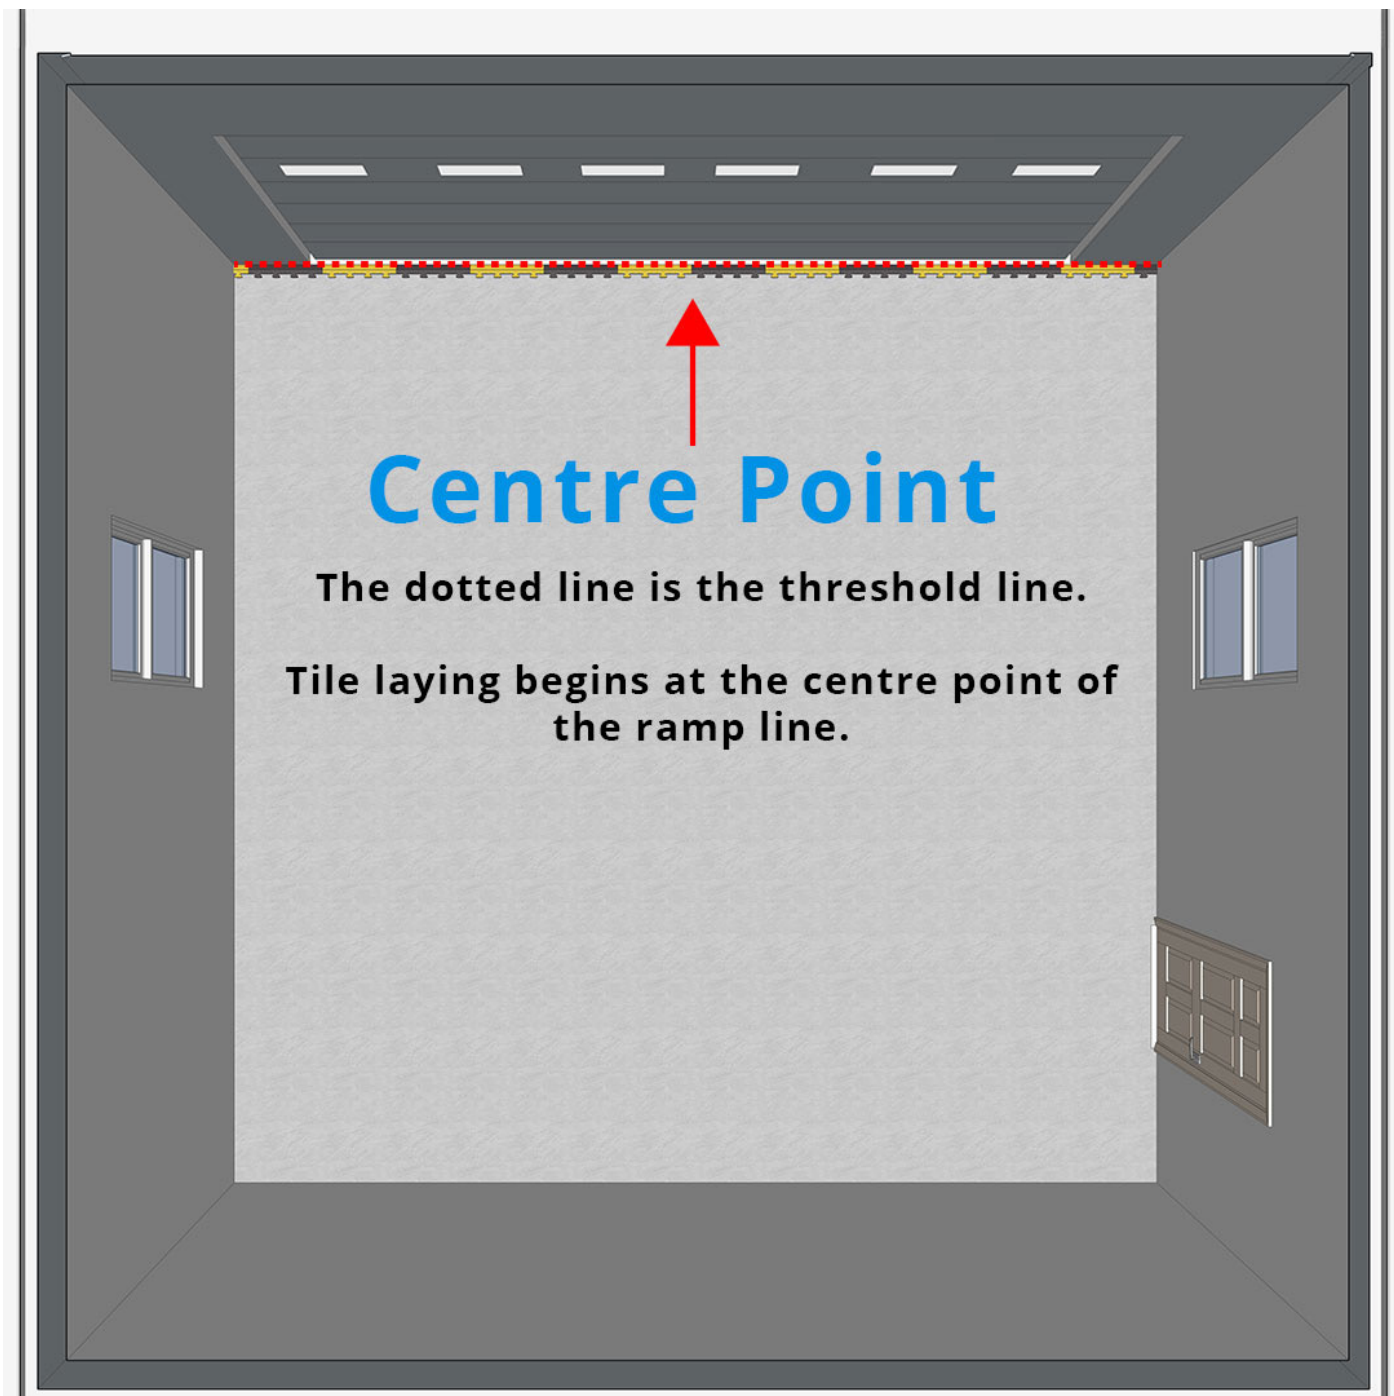 Centre Point
The dotted line is the threshold line.
Tile laying begins at the centre point of
the ramp line.